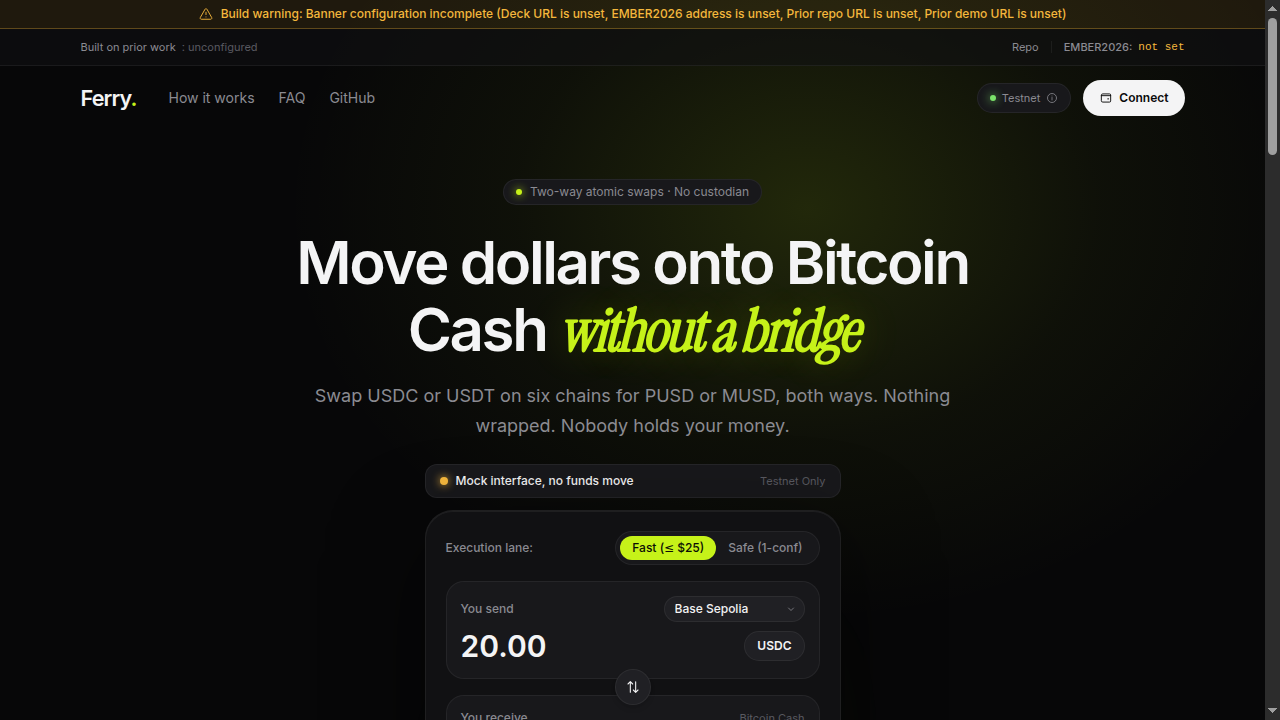 Build warning: Banner configuration incomplete (Deck URL is unset, EMBER2026 address is unset, Prior repo URL is unset, Prior demo URL is unset)
Built on prior work : unconfigured
Repo
EMBER2026: not set
Ferry.
How it works
FAQ
GitHub
Testnet
Connect
Two-way atomic swaps · No custodian
Move dollars onto Bitcoin
Cash without a bridge
Swap USDC or USDT on six chains for PUSD or MUSD, both ways. Nothing
wrapped. Nobody holds your money.
Mock interface, no funds move
Testnet Only
Execution lane:
Fast (≤ $25)
Safe (1-conf)
You send
Base Sepolia
20.00
USDC
You receive
Bitcoin Cash